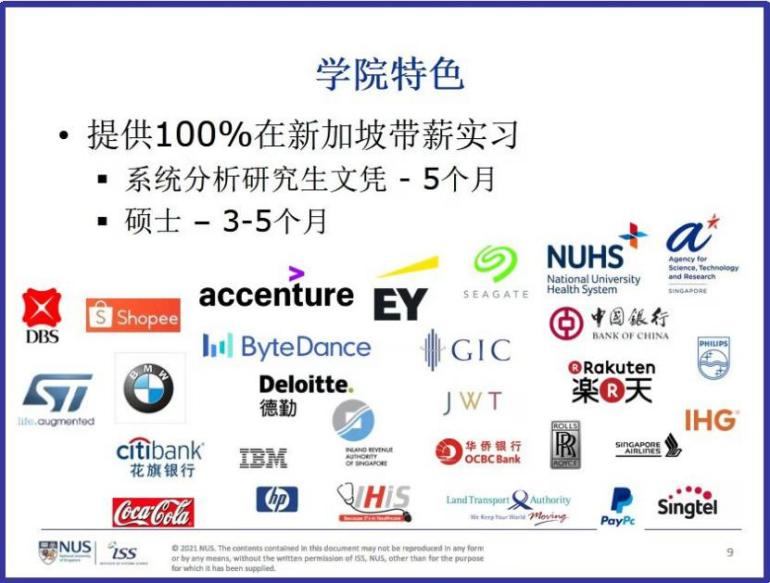 学院特色
• 提供100%在新加坡带薪实习
▪ 系统分析研究生文凭 - 5个月
▪ 硕士 – 3-5个月
DBS
Shopee
accenture
EY
SEAGATE
NUHS
National University
Health System
Agency for
Science, Technology
and Research
SINGAPORE
ByteDance
GIC
中国银行
BANK OF CHINA
PHILIPS
ST
life.augmented
BMW
Deloitte.
德勤
JWT
Rakuten
楽天
IHG
citibank
花旗银行
IBM
INLAND REVENUE
AUTHORITY
OF SINGAPORE
华侨银行
OCBC Bank
ROLLS
RR
ROYCE
SINGAPORE
AIRLINES
Coca-Cola
hp
IHiS
Land Transport Authority
We Keep Your World Moving
PayPc
Singtel
NUS
National University
of Singapore
ISS
© 2021 NUS. The contents contained in this document may not be reproduced in any form
or by any means, without the written permission of ISS, NUS, other than for the purpose
for which it has been supplied.
9